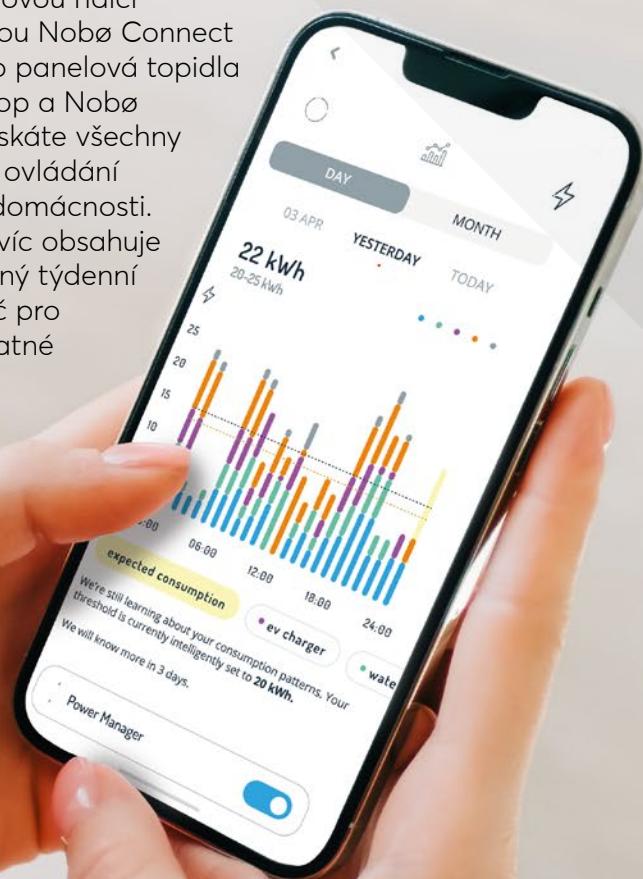 ovou řídicí
ou Nobø Connect
o panelová topidla
op a Nobø
skáte všechny
ovládání
domácnosti.
víc obsahuje
ný týdenní
č pro
atné
DAY
MONTH
03 APR
YESTERDAY
TODAY
22 kWh
20-25 kWh
25
20
15
10
:00
06:00
12:00
18:00
24:00
expected consumption
ev charger
wate
We're still learning about your consumption patterns. Your
threshold is currently intelligently set to 20 kWh.
We will know more in 3 days.
Power Manager